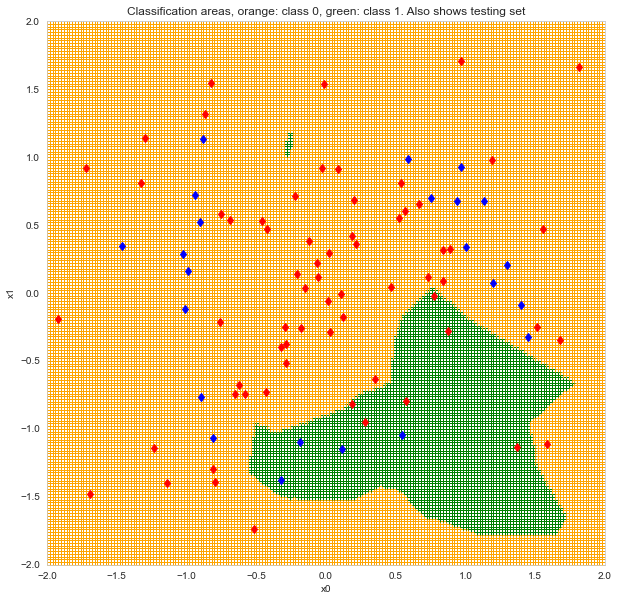 Classification areas, orange: class 0, green: class 1. Also shows testing set
2.0
1.5
1.0
0.5
0.0
−0.5
−1.0
−1.5
−2.0
x1
−2.0 −1.5 −1.0 −0.5 0.0 0.5 1.0 1.5 2.0
x0